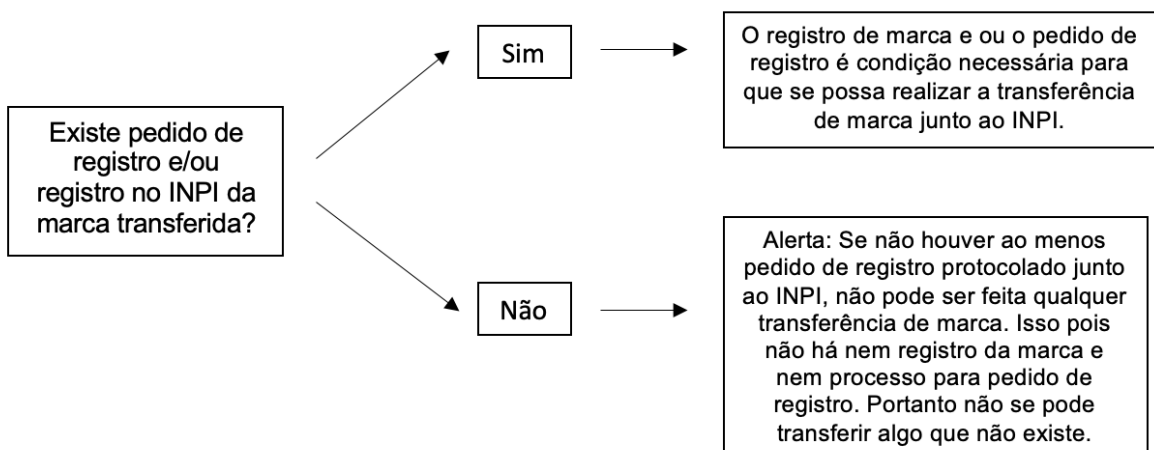 Existe pedido de
registro e/ou
registro no INPI da
marca transferida?
Sim
O registro de marca e ou o pedido de
registro é condição necessária para
que se possa realizar a transferência
de marca junto ao INPI.
Não
Alerta: Se não houver ao menos
pedido de registro protocolado junto
ao INPI, não pode ser feita qualquer
transferência de marca. Isso pois
não há nem registro da marca e
nem processo para pedido de
registro. Portanto não se pode
transferir algo que não existe.